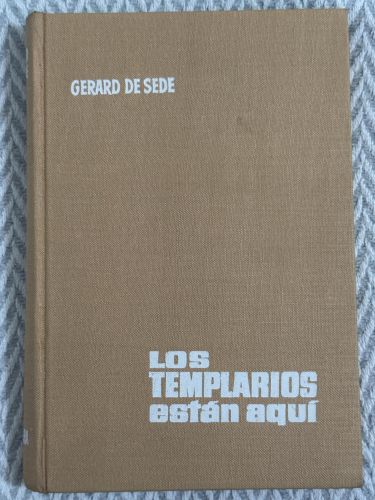 GERARD DE SEDE
LOS
TEMPLARIOS
están aquí